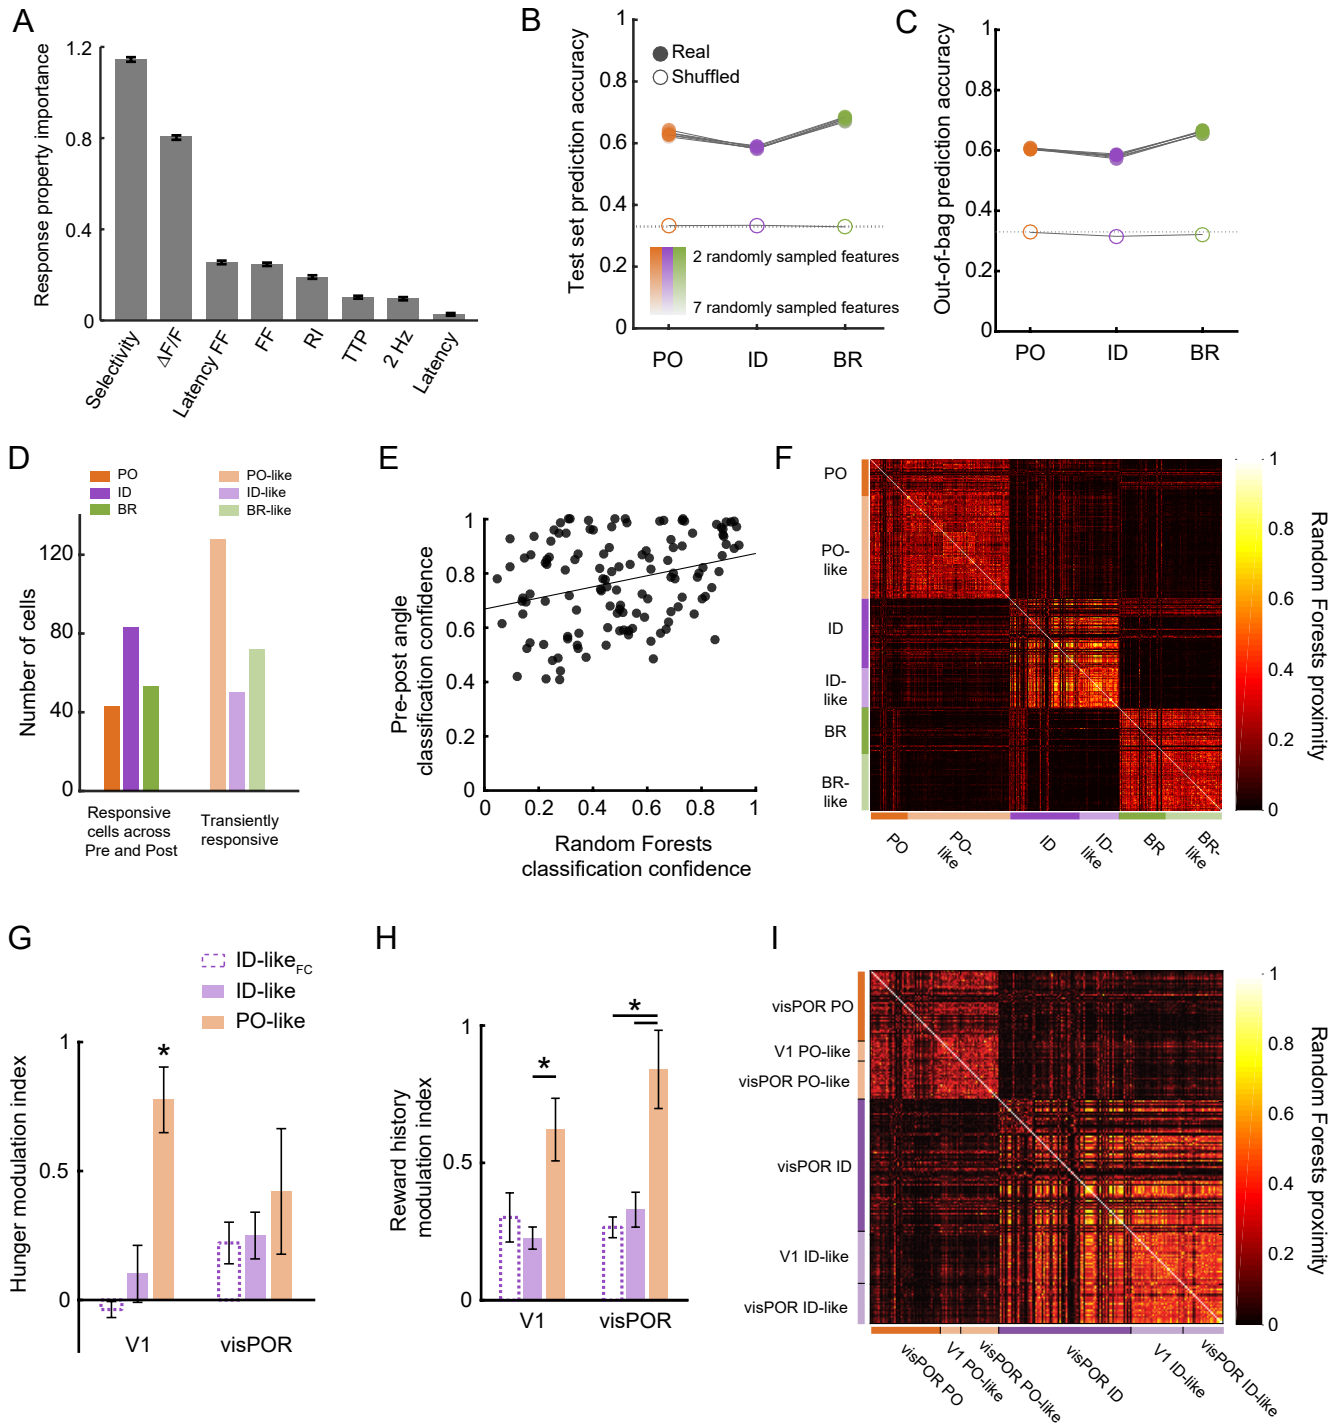 A
Response property importance
1.2
0.8
0.4
0
Selectivity
ΔF/F
Latency FF
FF
RI
TTP
2 Hz
Latency
B
Test set prediction accuracy
1
0.8
0.6
0.4
0.2
0
Real
Shuffled
2 randomly sampled features
7 randomly sampled features
PO
ID
BR
C
Out-of-bag prediction accuracy
1
0.8
0.6
0.4
0.2
0
PO
ID
BR
D
PO
ID
BR
PO-like
ID-like
BR-like
Number of cells
120
80
40
0
Responsive
cells across
Pre and Post
Transiently
responsive
E
Pre-post angle
classification confidence
1
0.8
0.6
0.4
0.2
0
0
0.2
0.4
0.6
0.8
1
Random Forests
classification confidence
F
PO
PO-
like
ID
ID-
like
BR
BR-
like
PO
PO-
like
ID
ID-
like
BR
BR-
like
1
0.8
0.6
0.4
0.2
0
Random Forests proximity
G
ID-likeFC
ID-like
PO-like
Hunger modulation index
1
0.5
0
*
V1
visPOR
H
Reward history
modulation index
1
0.5
0
*
*
V1
visPOR
I
visPOR PO
V1 PO-like
visPOR PO-like
visPOR ID
V1 ID-like
visPOR ID-like
visPOR PO
V1 PO-like
visPOR PO-like
visPOR ID
V1 ID-like
visPOR ID-like
1
0.8
0.6
0.4
0.2
0
Random Forests proximity